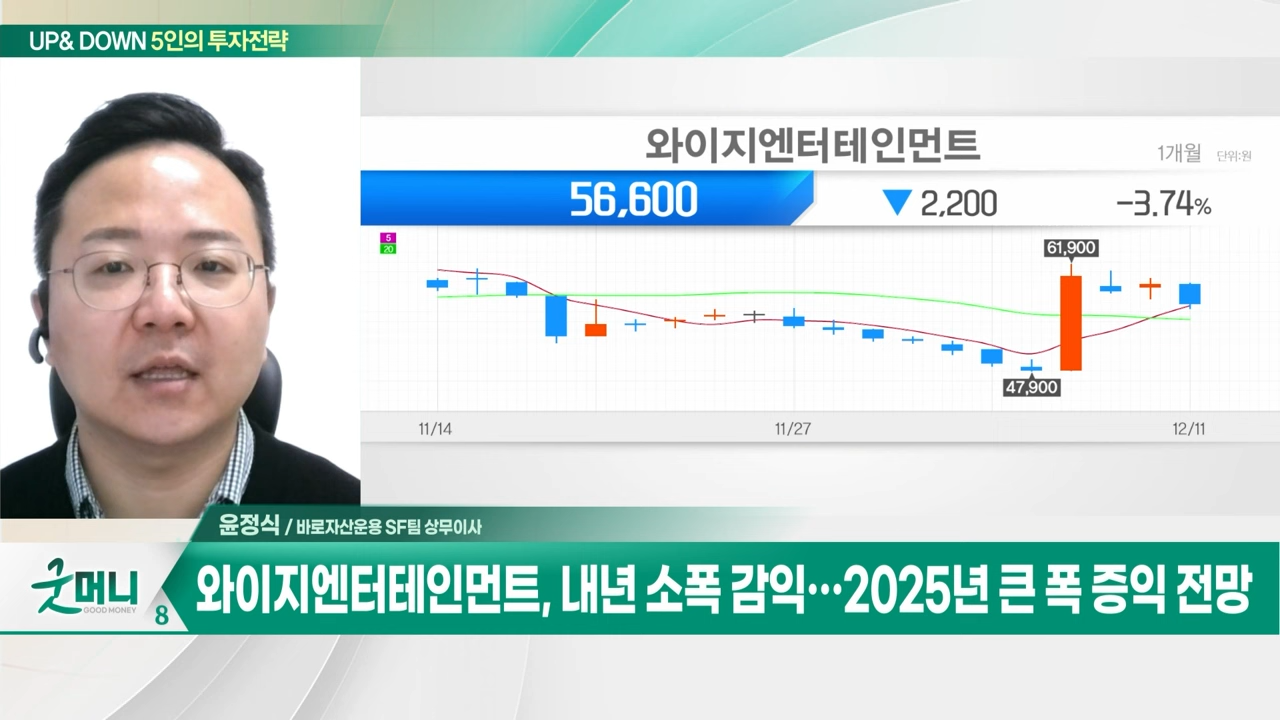 UP& DOWN 5인의 투자전략
와이지엔터테인먼트
1개월 단위:원
56,600 ▼ 2,200 -3.74%
5
20
61,900
47,900
11/14 11/27 12/11
윤정식 / 바로자산운용 SF팀 상무이사
굿머니
GOOD MONEY
8
와이지엔터테인먼트, 내년 소폭 감익…2025년 큰 폭 증익 전망